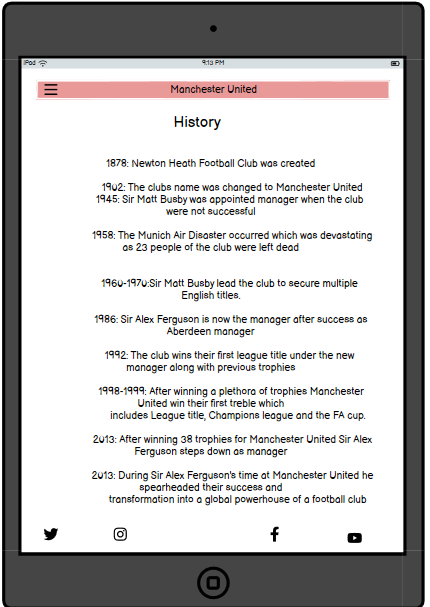 iPad
9:13 PM
Manchester United
History
1878: Newton Heath Football Club was created
1902: The clubs name was changed to Manchester United
1945: Sir Matt Busby was appointed manager when the club
were not successful
1958: The Munich Air Disaster occurred which was devastating
as 23 people of the club were left dead
1960-1970:Sir Matt Busby lead the club to secure multiple
English titles.
1986: Sir Alex Ferguson is now the manager after success as
Aberdeen manager
1992: The club wins their first league title under the new
manager along with previous trophies
1998-1999: After winning a plethora of trophies Manchester
United win their first treble which
includes League title, Champions league and the FA cup.
2013: After winning 38 trophies for Manchester United Sir Alex
Ferguson steps down as manager
2013: During Sir Alex Ferguson's time at Manchester United he
spearheaded their success and
transformation into a global powerhouse of a football club